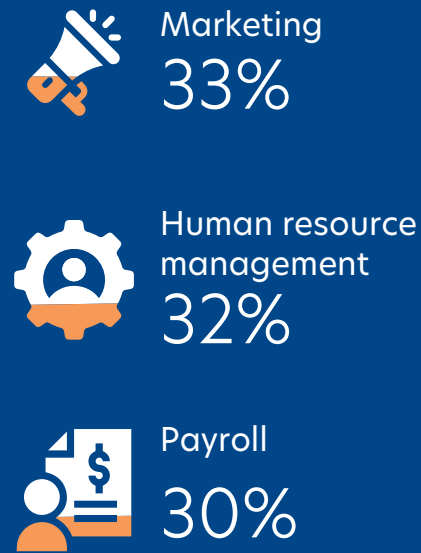 Marketing
33%
Human resource
management
32%
Payroll
$
30%